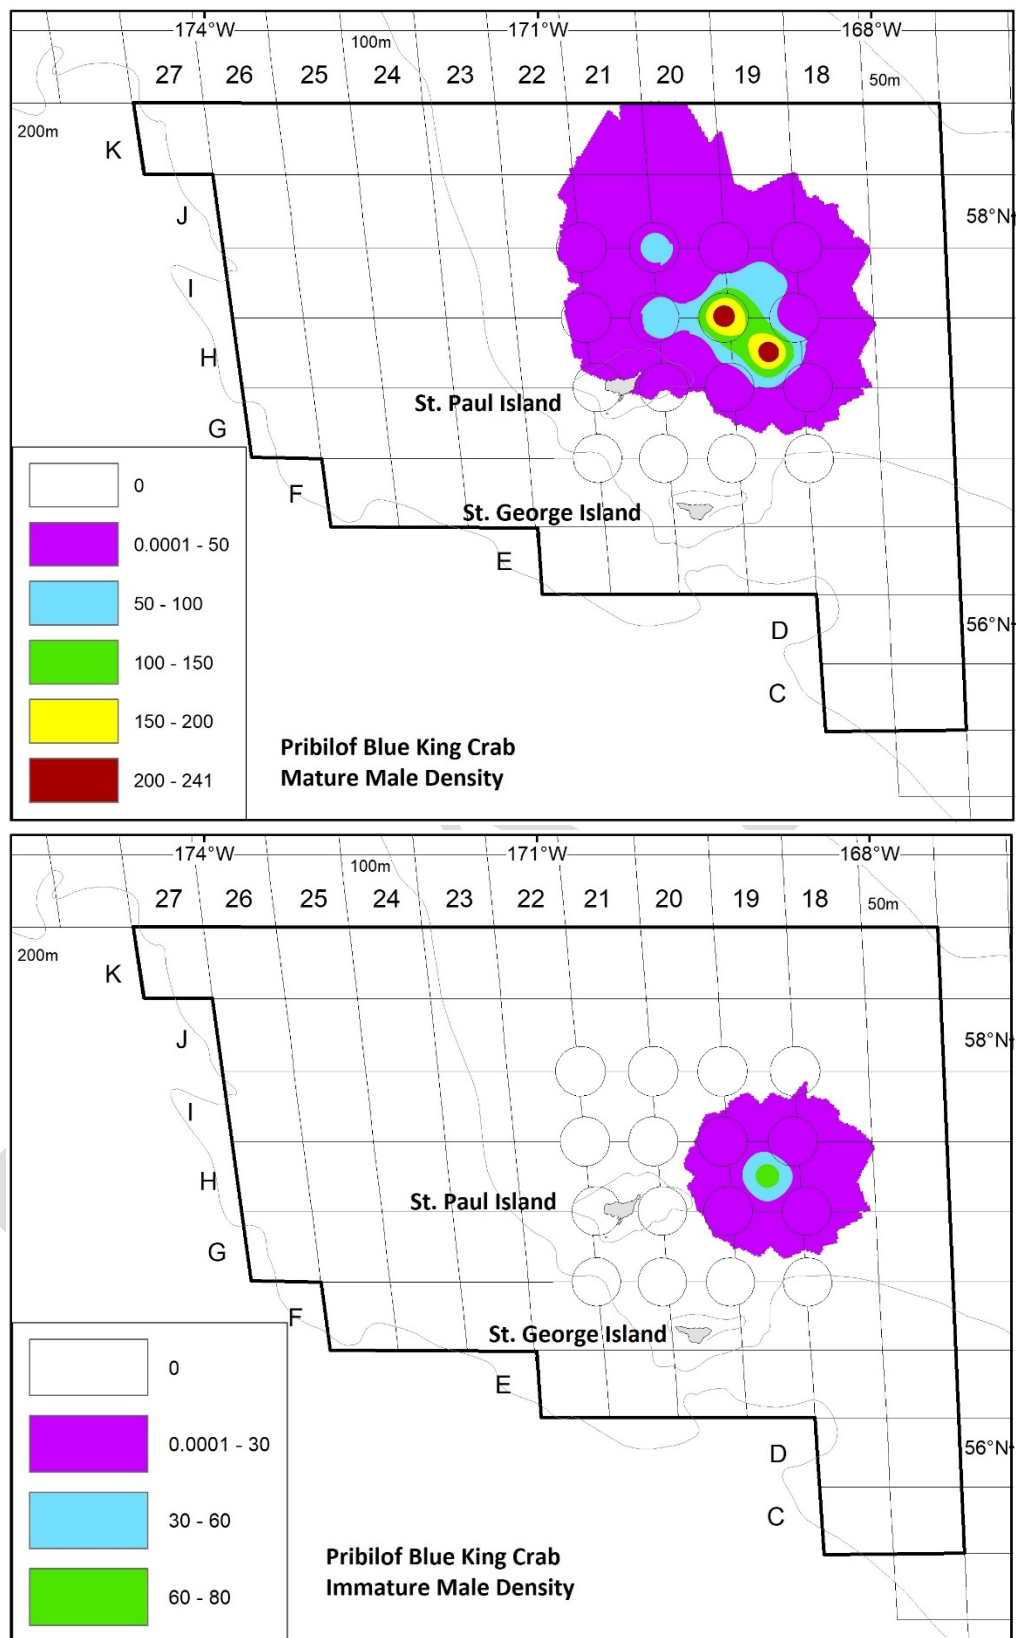 174°W 171°W 168°W
100m
27 26 25 24 23 22 21 20 19 18 50m
200m
K
J
58°N
I
H
St. Paul Island
G
0
F
St. George Island
0.0001 - 50
E
50 - 100
D
56°N
100 - 150
C
150 - 200
Pribilof Blue King Crab
Mature Male Density
200 - 241
174°W 171°W 168°W
100m
27 26 25 24 23 22 21 20 19 18 50m
200m
K
J
58°N
I
H
St. Paul Island
G
F
St. George Island
0
E
0.0001 - 30
D
56°N
C
30 - 60
Pribilof Blue King Crab
Immature Male Density
60 - 80